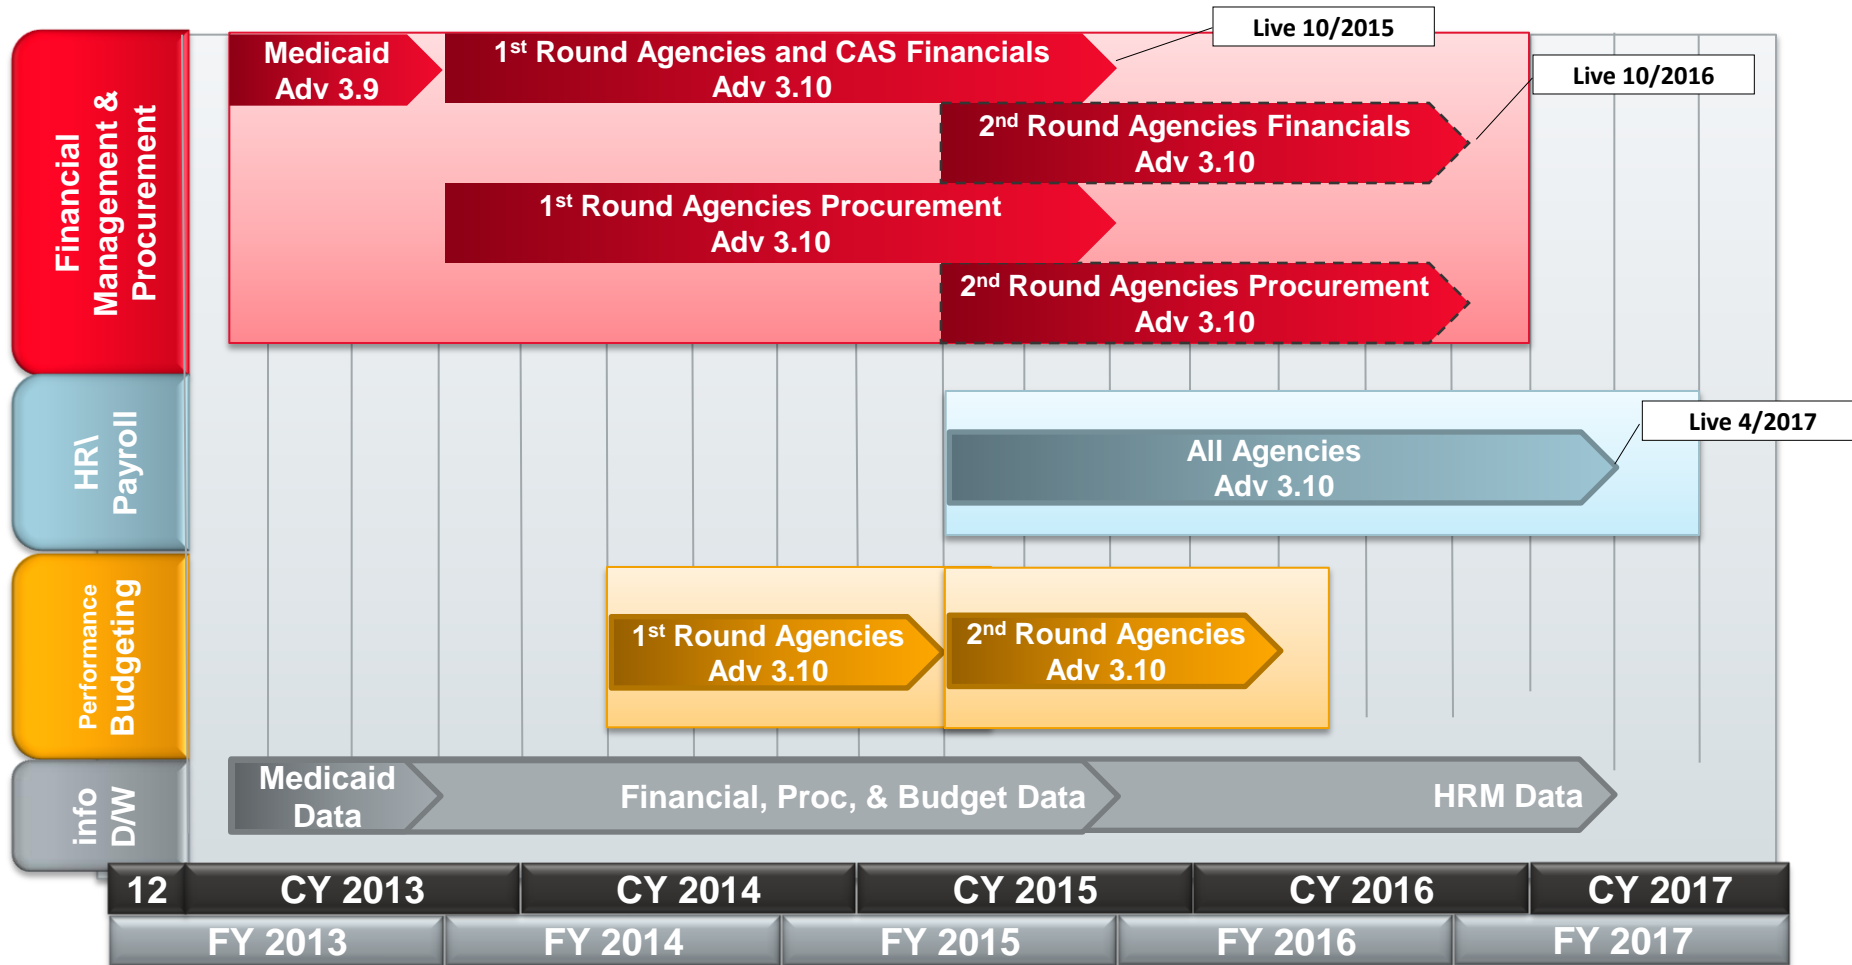 Financial
Management &
Procurement
Medicaid
Adv 3.9
1st Round Agencies and CAS Financials
Adv 3.10
Live 10/2015
Live 10/2016
2nd Round Agencies Financials
Adv 3.10
1st Round Agencies Procurement
Adv 3.10
2nd Round Agencies Procurement
Adv 3.10
HR\
Payroll
All Agencies
Adv 3.10
Live 4/2017
Performance
Budgeting
1st Round Agencies
Adv 3.10
2nd Round Agencies
Adv 3.10
info
D/W
Medicaid
Data
Financial, Proc, & Budget Data
HRM Data
12 CY 2013 CY 2014 CY 2015 CY 2016 CY 2017
FY 2013 FY 2014 FY 2015 FY 2016 FY 2017